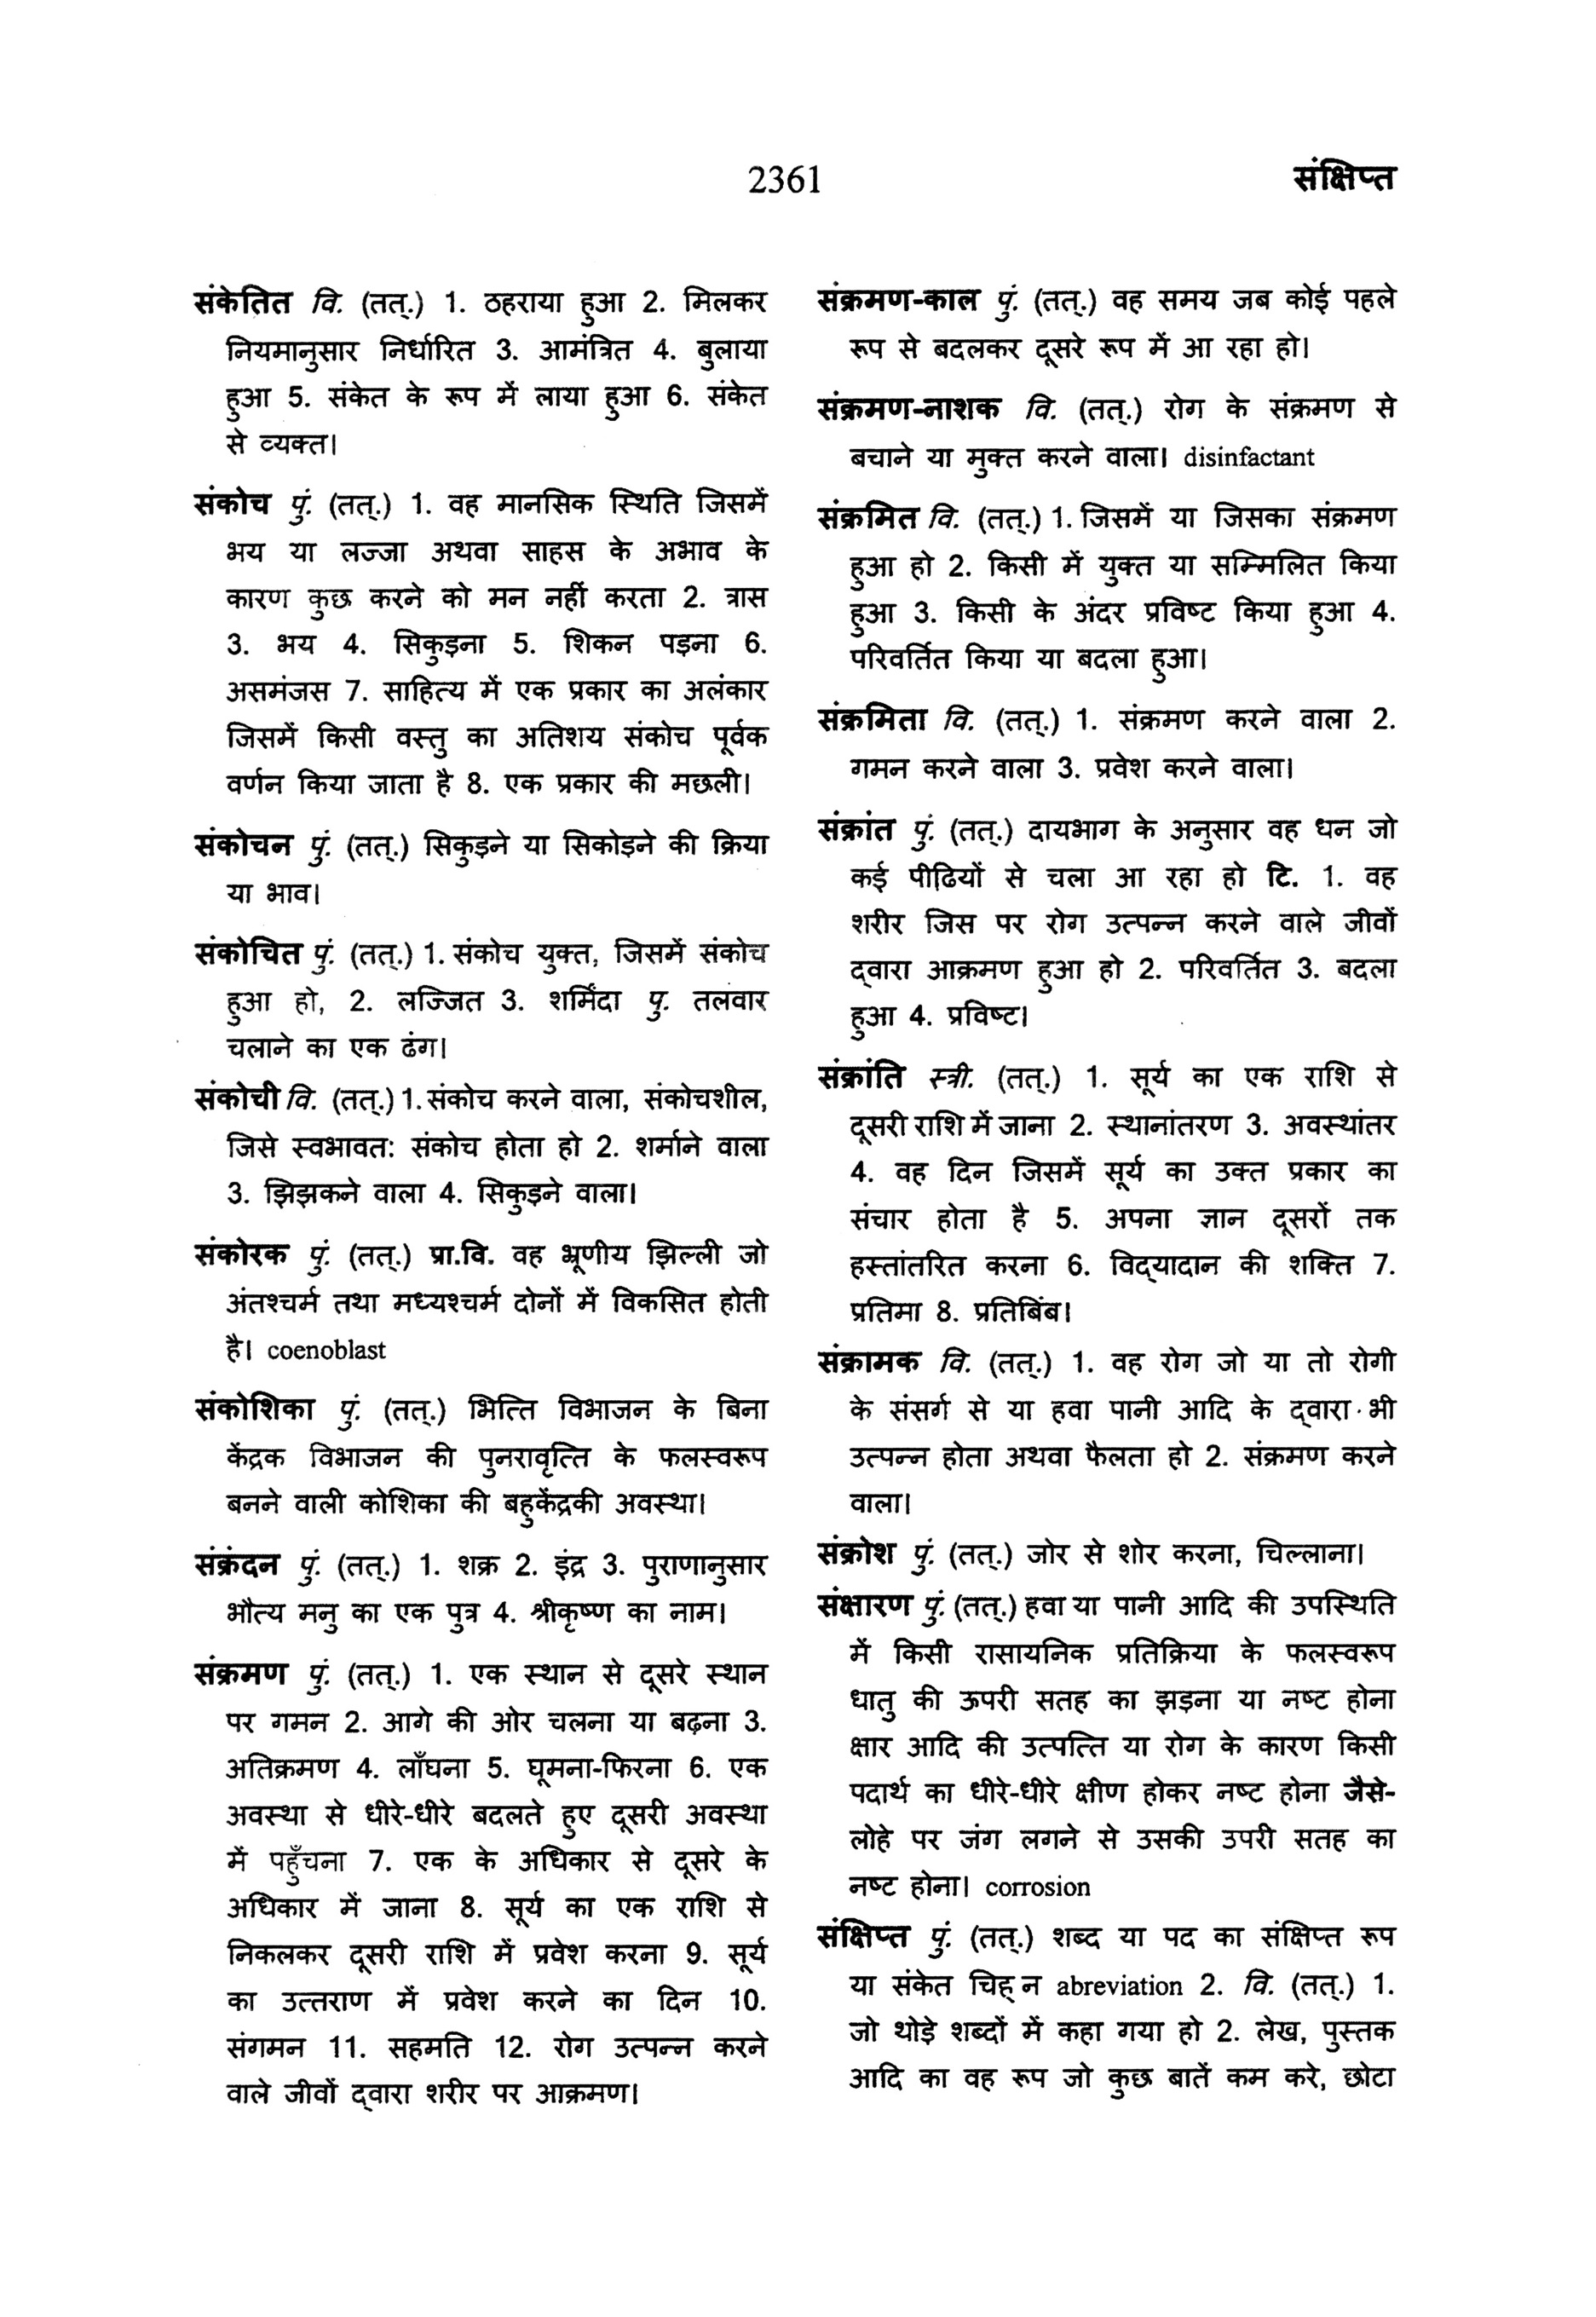 2361
संक्षिप्त
संकेतित वि. (तत्.) 1. ठहराया हुआ 2. मिलकर
नियमानुसार निर्धारित 3. आमंत्रित 4. बुलाया
हुआ 5. संकेत के रूप में लाया हुआ 6. संकेत
से व्यक्त।
संकोच पुं. (तत्.) 1. वह मानसिक स्थिति जिसमें
भय या लज्जा अथवा साहस के अभाव के
कारण कुछ करने को मन नहीं करता 2. त्रास
3. भय 4. सिकुड़ना 5. शिकन पड़ना 6.
असमंजस 7. साहित्य में एक प्रकार का अलंकार
जिसमें किसी वस्तु का अतिशय संकोच पूर्वक
वर्णन किया जाता है 8. एक प्रकार की मछली।
संकोचन पुं. (तत्.) सिकुड़ने या सिकोड़ने की क्रिया
या भाव।
संकोचित पुं. (तत्.) 1. संकोच युक्त, जिसमें संकोच
हुआ हो, 2. लज्जित 3. शर्मिंदा पु. तलवार
चलाने का एक ढंग।
संकोची वि. (तत्.) 1. संकोच करने वाला, संकोचशील,
जिसे स्वभावत: संकोच होता हो 2. शर्माने वाला
3. झिझकने वाला 4. सिकुड़ने वाला।
संकोरक पुं. (तत्.) प्रा.वि. वह भ्रूणीय झिल्ली जो
अंतश्चर्म तथा मध्यश्चर्म दोनों में विकसित होती
है। coenoblast
संकोशिका पुं. (तत्.) भित्ति विभाजन के बिना
केंद्रक विभाजन की पुनरावृत्ति के फलस्वरूप
बनने वाली कोशिका की बहुकेंद्रकी अवस्था।
संक्रंदन पुं. (तत्.) 1. शक्र 2. इंद्र 3. पुराणानुसार
भौत्य मनु का एक पुत्र 4. श्रीकृष्ण का नाम।
संक्रमण पुं. (तत्.) 1. एक स्थान से दूसरे स्थान
पर गमन 2. आगे की ओर चलना या बढ़ना 3.
अतिक्रमण 4. लाँघना 5. घूमना-फिरना 6. एक
अवस्था से धीरे-धीरे बदलते हुए दूसरी अवस्था
में पहुँचना 7. एक के अधिकार से दूसरे के
अधिकार में जाना 8. सूर्य का एक राशि से
निकलकर दूसरी राशि में प्रवेश करना 9. सूर्य
का उत्तराण में प्रवेश करने का दिन 10.
संगमन 11. सहमति 12. रोग उत्पन्न करने
वाले जीवों द्वारा शरीर पर आक्रमण।
संक्रमण-काल पुं. (तत्.) वह समय जब कोई पहले
रूप से बदलकर दूसरे रूप में आ रहा हो।
संक्रमण-नाशक वि. (तत्.) रोग के संक्रमण से
बचाने या मुक्त करने वाला। disinfactant
संक्रमित वि. (तत्.) 1. जिसमें या जिसका संक्रमण
हुआ हो 2. किसी में युक्त या सम्मिलित किया
हुआ 3. किसी के अंदर प्रविष्ट किया हुआ 4.
परिवर्तित किया या बदला हुआ।
संक्रमिता वि. (तत्.) 1. संक्रमण करने वाला 2.
गमन करने वाला 3. प्रवेश करने वाला।
संक्रांत पुं. (तत्.) दायभाग के अनुसार वह धन जो
कई पीढियों से चला आ रहा हो टि. 1. वह
शरीर जिस पर रोग उत्पन्न करने वाले जीवों
द्वारा आक्रमण हुआ हो 2. परिवर्तित 3. बदला
हुआ 4. प्रविष्ट।
संक्रांति स्त्री. (तत्.) 1. सूर्य का एक राशि से
दूसरी राशि में जाना 2. स्थानांतरण 3. अवस्थांतर
4. वह दिन जिसमें सूर्य का उक्त प्रकार का
संचार होता है 5. अपना ज्ञान दूसरों तक
हस्तांतरित करना 6. विद्यादान की शक्ति 7.
प्रतिमा 8. प्रतिबिंब।
संक्रामक वि. (तत्.) 1. वह रोग जो या तो रोगी
के संसर्ग से या हवा पानी आदि के द्वारा भी
उत्पन्न होता अथवा फैलता हो 2. संक्रमण करने
वाला।
संक्रोश पुं. (तत्.) जोर से शोर करना, चिल्लाना।
संक्षारण पुं. (तत्.) हवा या पानी आदि की उपस्थिति
में किसी रासायनिक प्रतिक्रिया के फलस्वरूप
धातु की ऊपरी सतह का झड़ना या नष्ट होना
क्षार आदि की उत्पत्ति या रोग के कारण किसी
पदार्थ का धीरे-धीरे क्षीण होकर नष्ट होना जैसे-
लोहे पर जंग लगने से उसकी उपरी सतह का
नष्ट होना। corrosion
संक्षिप्त पुं. (तत्.) शब्द या पद का संक्षिप्त रूप
या संकेत चिह्न abreviation 2. वि. (तत्.) 1.
जो थोड़े शब्दों में कहा गया हो 2. लेख, पुस्तक
आदि का वह रूप जो कुछ बातें कम करे, छोटा